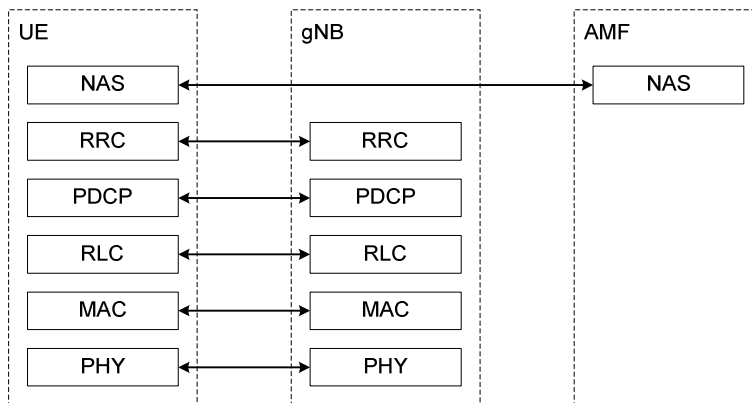 UE gNB AMF
NAS NAS
RRC RRC
PDCP PDCP
RLC RLC
MAC MAC
PHY PHY